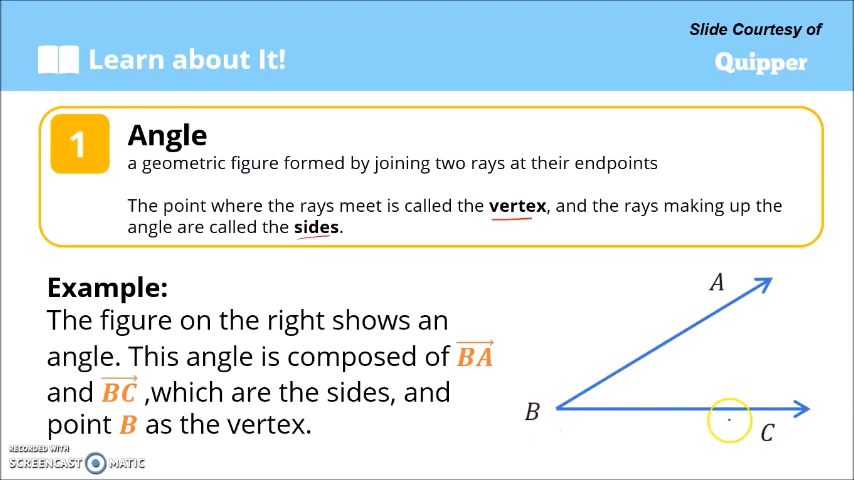 Slide Courtesy of
Learn about It!
Quipper
1
Angle
a geometric figure formed by joining two rays at their endpoints
The point where the rays meet is called the vertex, and the rays making up the
angle are called the sides.
Example:
The figure on the right shows an
angle. This angle is composed of BA
and BC ,which are the sides, and
point B as the vertex.
A
B
C
RECORDED WITH
SCREENCAST MATIC